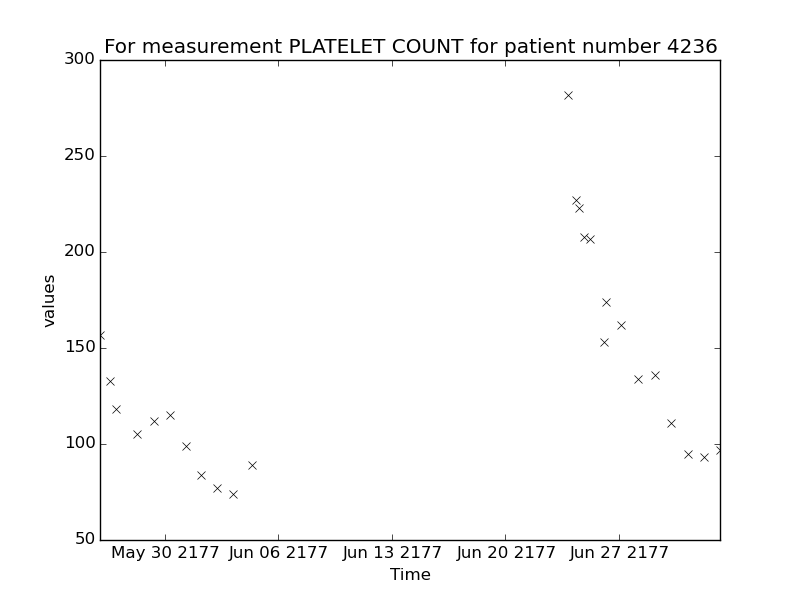 For measurement PLATELET COUNT for patient number 4236
300
250
200
150
100
50
values
May 30 2177
Jun 06 2177
Jun 13 2177
Jun 20 2177
Jun 27 2177
Time